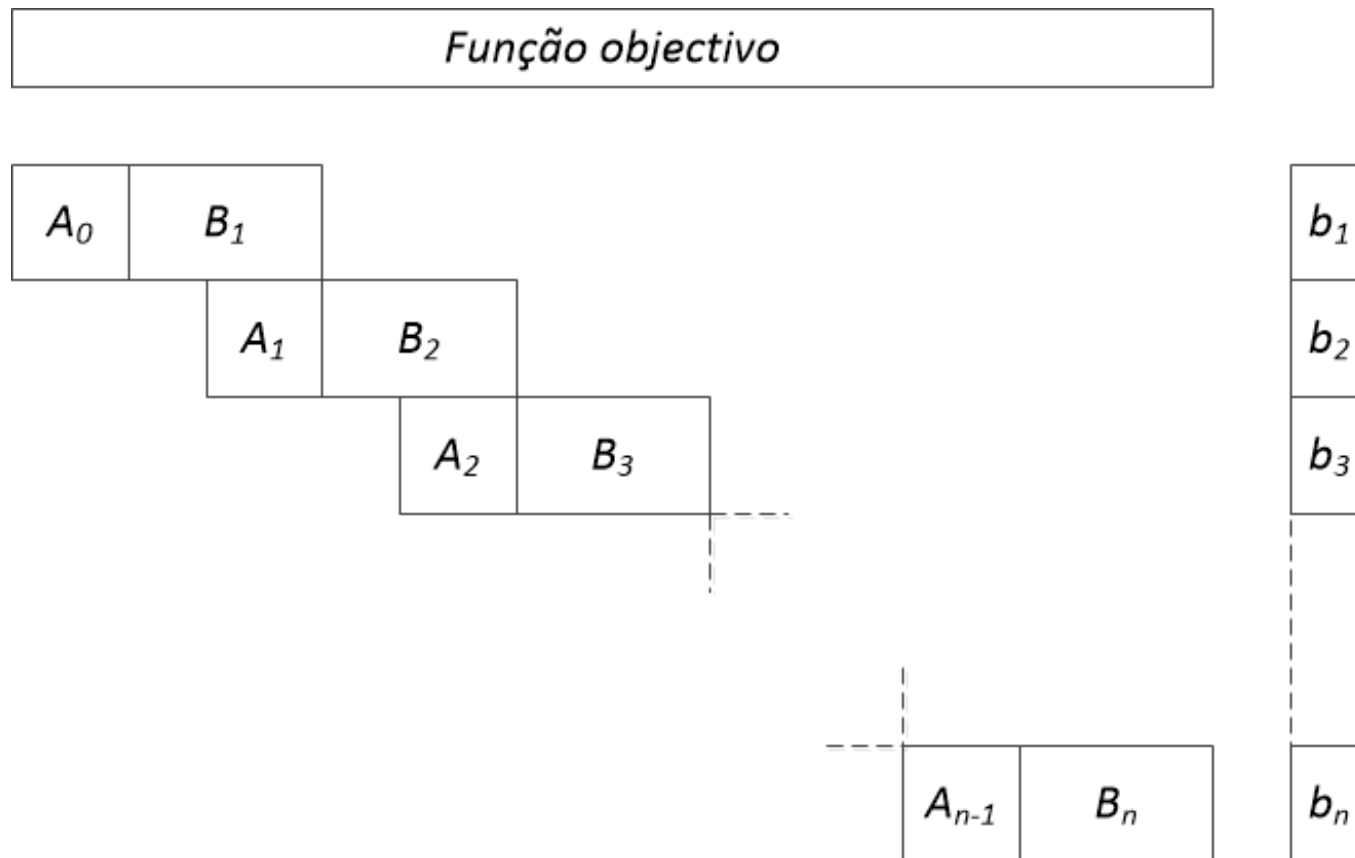 Função objectivo
A0 B1 b1
A1 B2 b2
A2 B3 b3
An-1 Bn bn